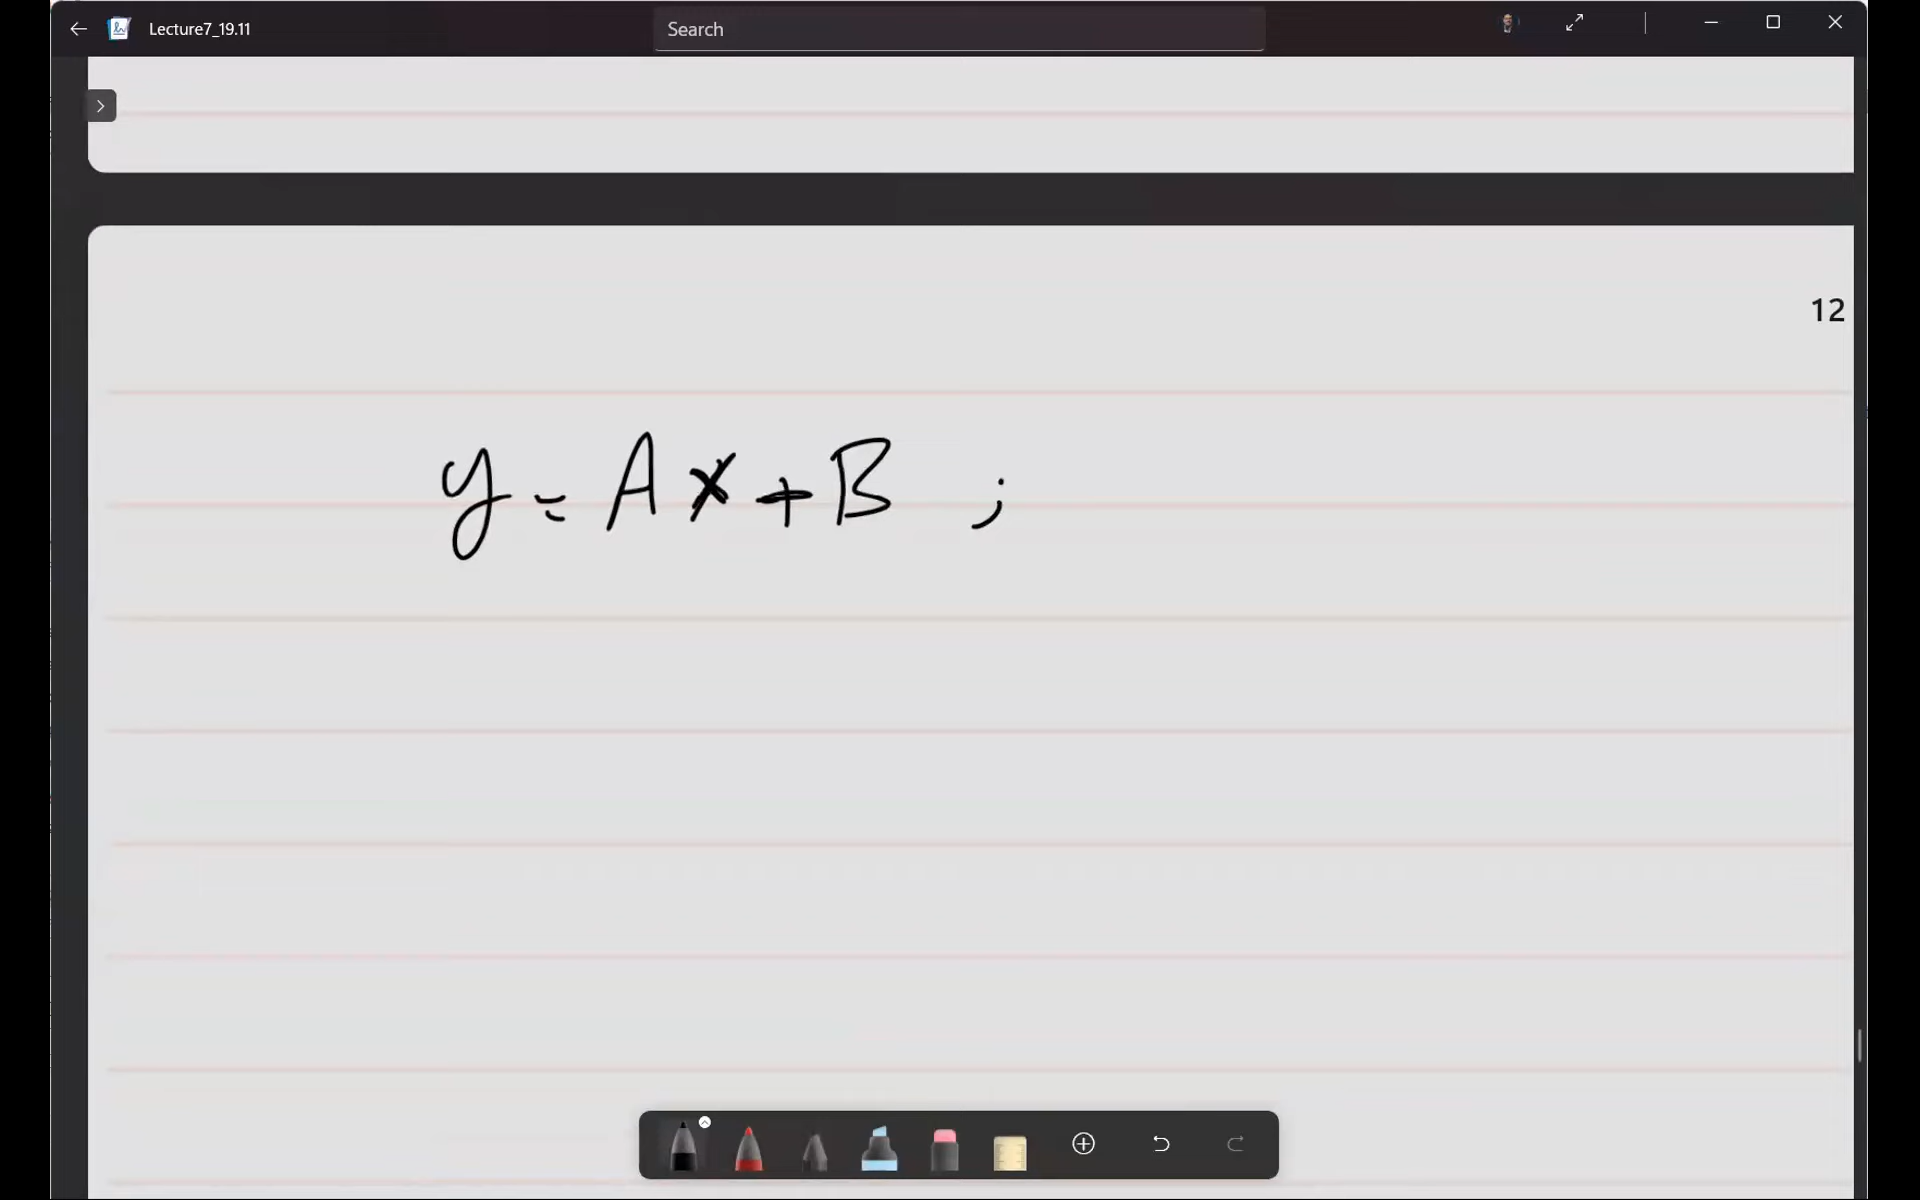 Lecture7_19.11
Search
12
y = Ax + B ;